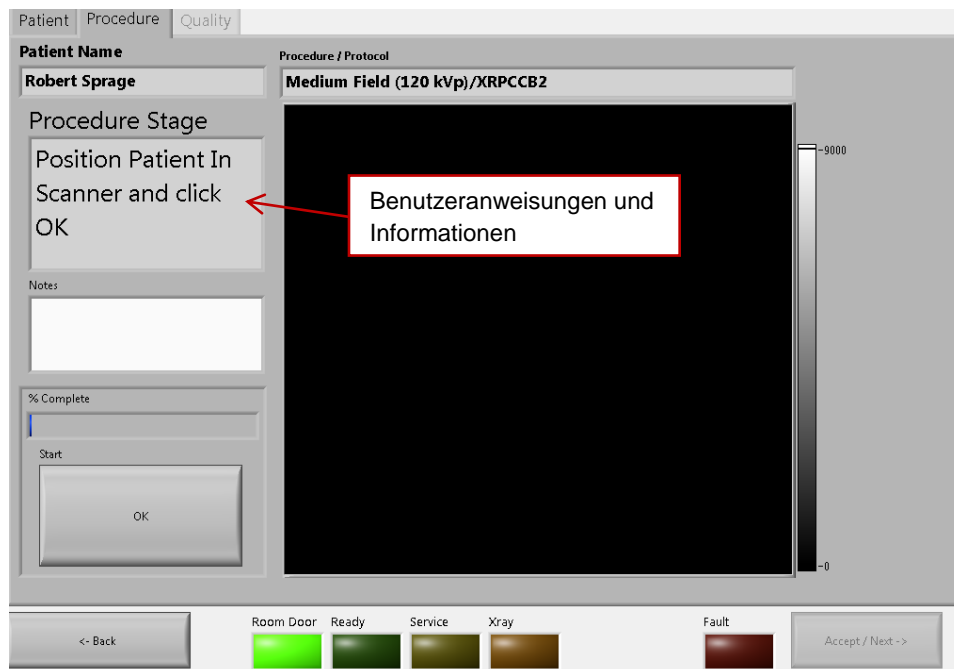 Patient Procedure Quality
Patient Name
Robert Sprage
Procedure / Protocol
Medium Field (120 kVp)/XRPCCB2
Procedure Stage
Position Patient In
Scanner and click
OK
Benutzeranweisungen und
Informationen
9000
0
Notes
% Complete
Start
OK
<- Back
Room Door Ready Service Xray Fault
Accept / Next ->